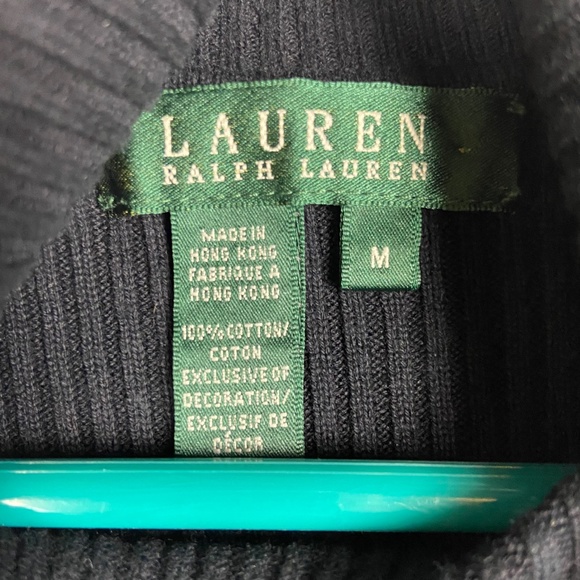 LAUREN
RALPH LAUREN
MADE IN
HONG KONG
FABRIQUE A
HONG KONG
100% COTTON/
COTON
EXCLUSIVE OF
DECORATION/
EXCLUSIF DE
DÉCOR
M